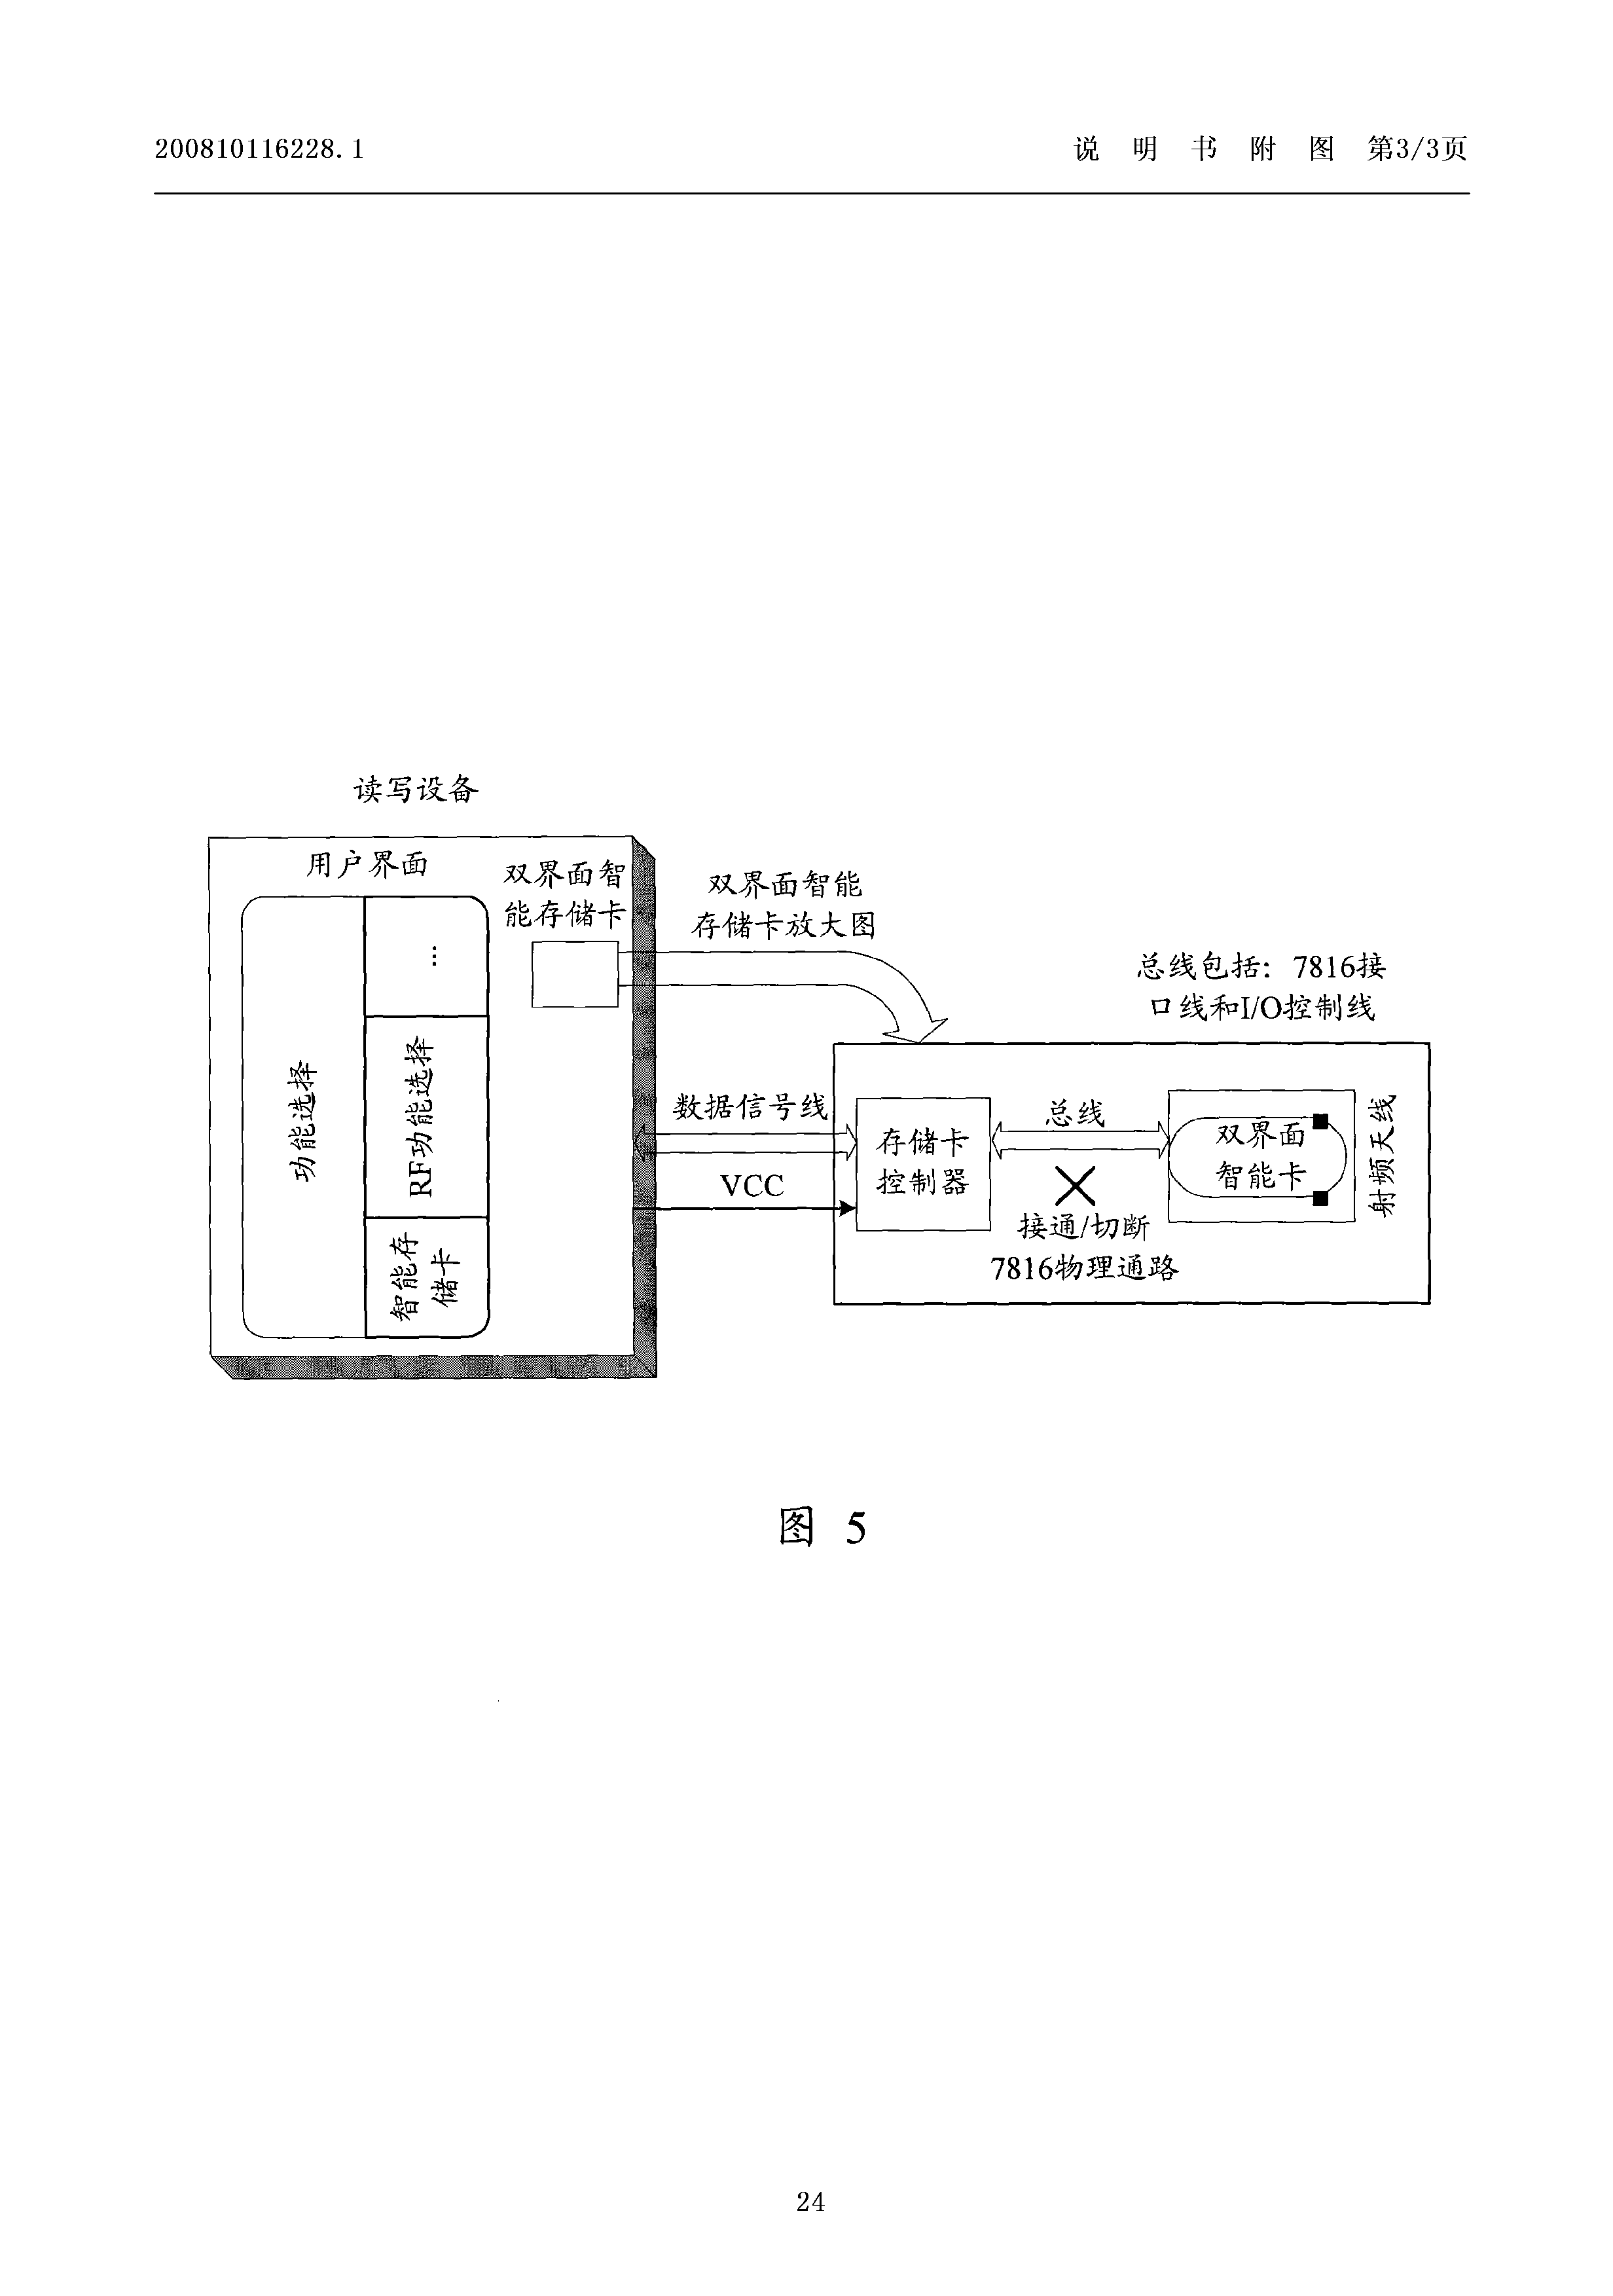 200810116228.1
说 明 书 附 图 第3/3页
读写设备
用户界面
双界面智
能存储卡
功能选择
...
RF功能选择
智能存
储卡
双界面智能
存储卡放大图
总线包括：7816接
口线和I/O控制线
数据信号线
VCC
存储卡
控制器
总线
接通/切断
7816物理通路
双界面
智能卡
射频天线
图 5
24